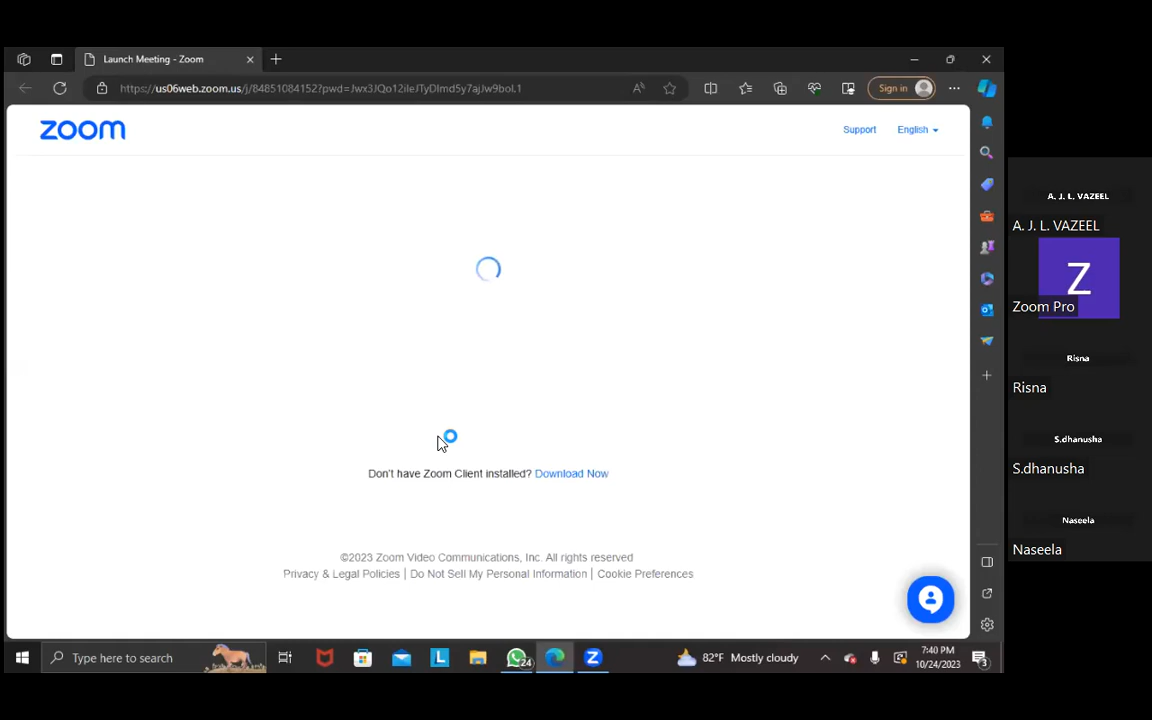 Launch Meeting - Zoom
https://us06web.zoom.us/j/84851084152?pwd=Jwx3JQo12ileJTyDImd5y7ajJw9boI.1
Sign in
zoom
Support
English
Don't have Zoom Client installed? Download Now
©2023 Zoom Video Communications, Inc. All rights reserved
Privacy & Legal Policies | Do Not Sell My Personal Information | Cookie Preferences
Type here to search
L
24
82°F Mostly cloudy
7:40 PM
10/24/2023
3
A. J. L. VAZEEL
A. J. L. VAZEEL
Z
Zoom Pro
Risna
Risna
S.dhanusha
S.dhanusha
Naseela
Naseela